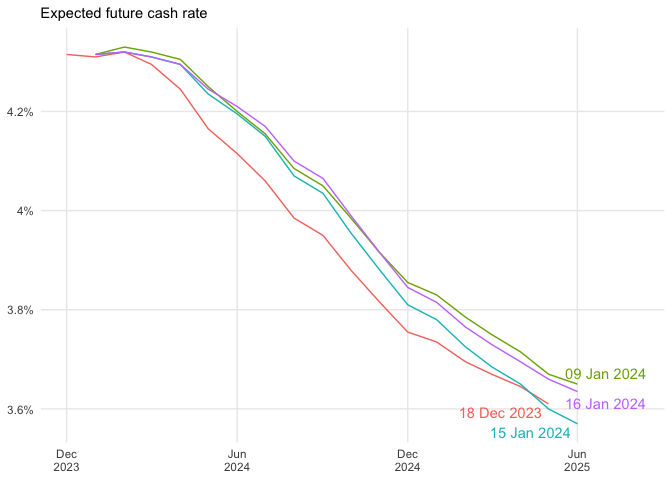 Expected future cash rate
4.2%
4%
3.8%
3.6%
09 Jan 2024
16 Jan 2024
18 Dec 2023
15 Jan 2024
Dec
2023
Jun
2024
Dec
2024
Jun
2025